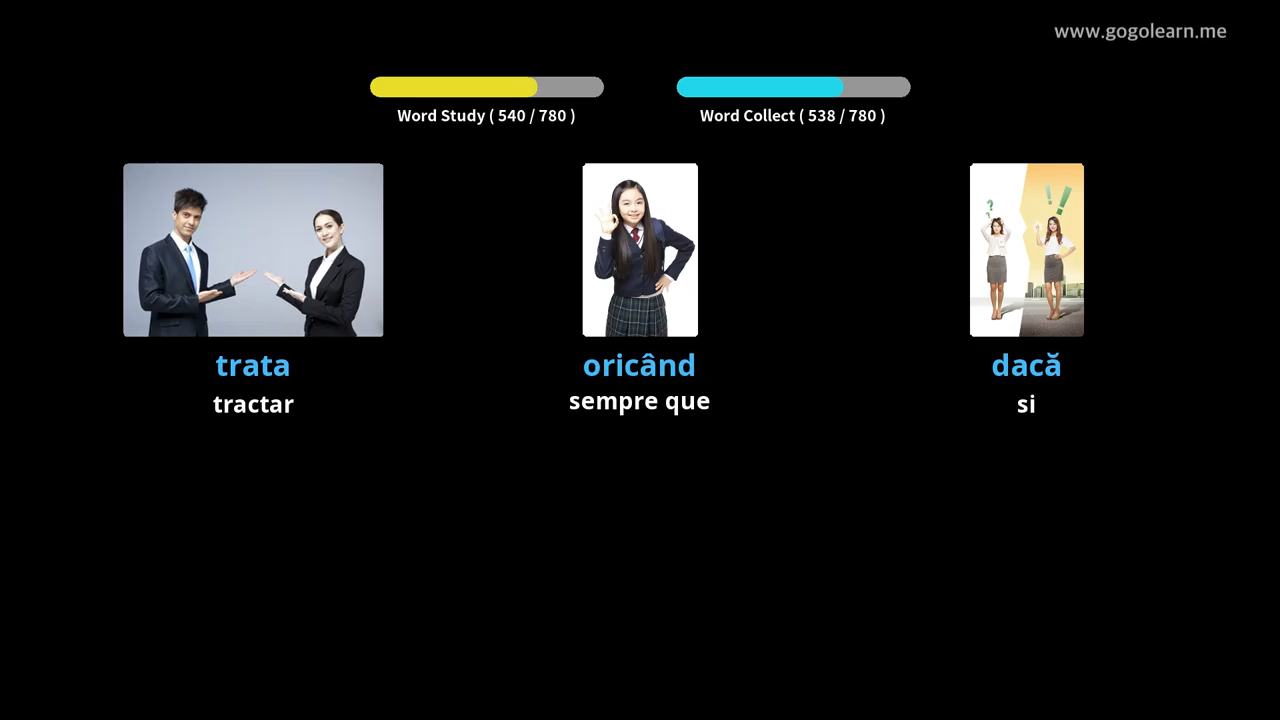 www.gogolearn.me
Word Study ( 540 / 780 )
Word Collect ( 538 / 780 )
trata
tractar
oricând
sempre que
dacă
si